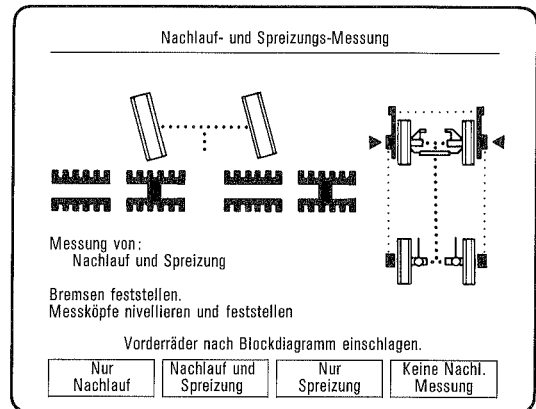 Nachlauf- und Spreizungs-Messung
Messung von:
Nachlauf und Spreizung
Bremsen feststellen.
Messköpfe nivellieren und feststellen
Vorderräder nach Blockdiagramm einschlagen.
Nur
Nachlauf
Nachlauf und
Spreizung
Nur
Spreizung
Keine Nachl.
Messung